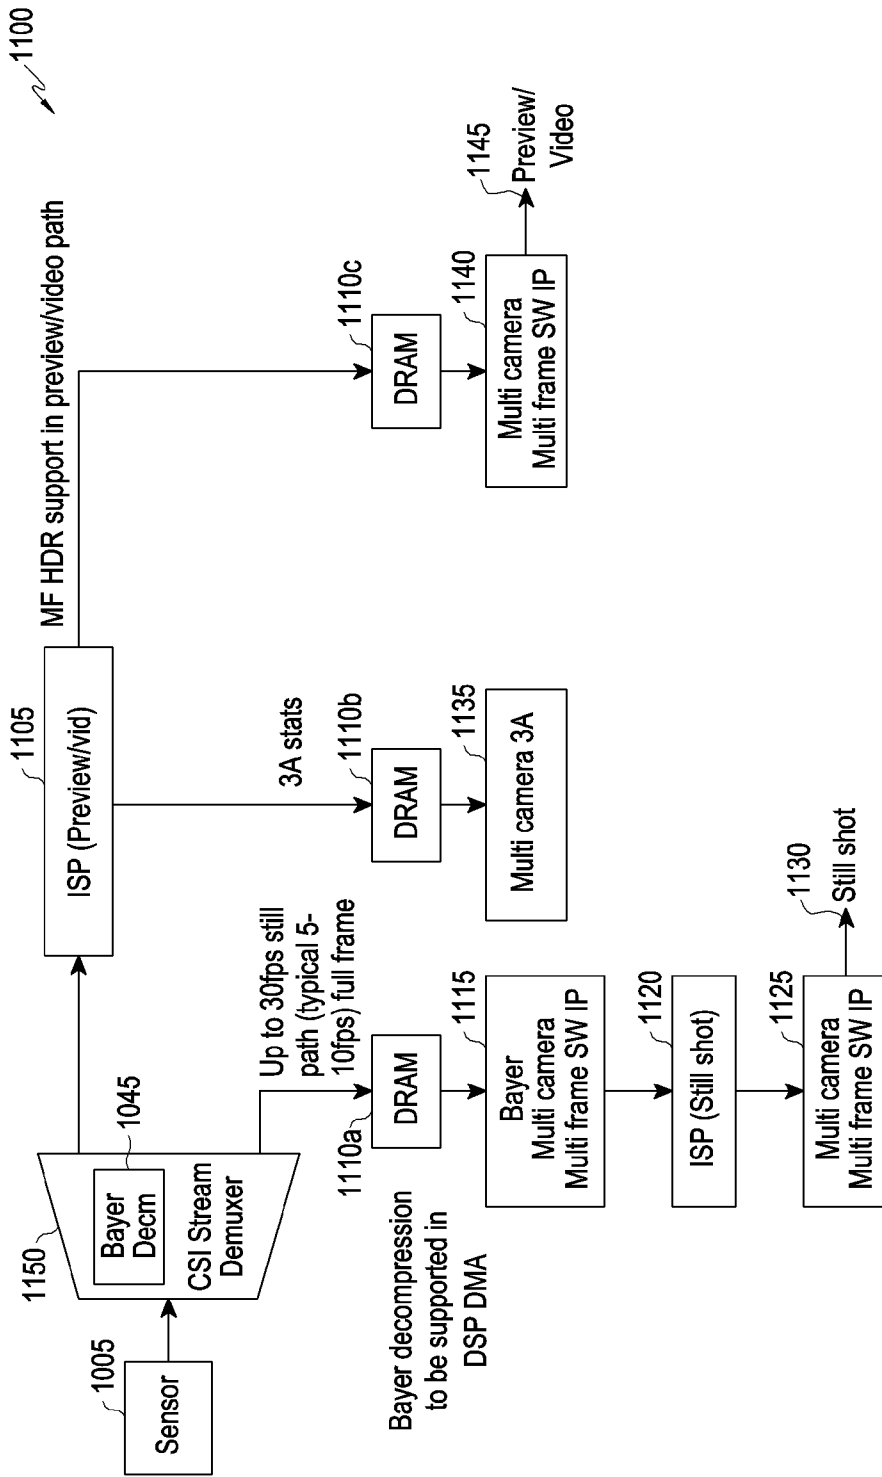 1100
1005
Sensor
1150
Bayer
Decm
1045
CSI Stream
Demuxer
1105
ISP (Preview/vid)
MF HDR support in preview/video path
Up to 30fps still
path (typical 5-
10fps) full frame
3A stats
1110a
DRAM
1110b
DRAM
1110c
DRAM
Bayer decompression
to be supported in
DSP DMA
1115
Bayer
Multi camera
Multi frame SW IP
1135
Multi camera 3A
1140
Multi camera
Multi frame SW IP
1145
Preview/
Video
1120
ISP (Still shot)
1125
Multi camera
Multi frame SW IP
1130
Still shot